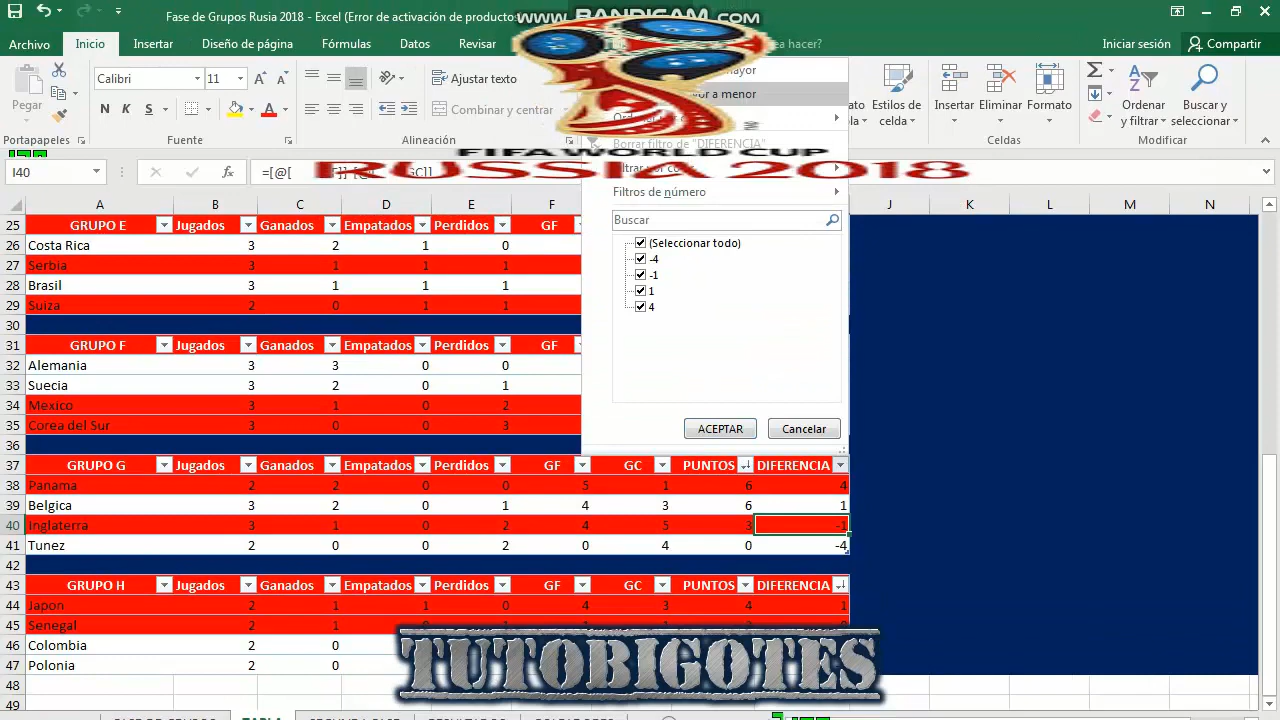 Fase de Grupos Rusia 2018 - Excel (Error de activación de productos
www.BANDICAM.com
Archivo Inicio Insertar Diseño de página Fórmulas Datos Revisar hacer? Iniciar sesión Compartir
Pegar Calibri 11 Ajustar texto Estilos de celda Insertar Eliminar Formato Ordenar y filtrar Buscar y seleccionar
N K S Combinar y centrar
Portapapeles Fuente Celdas Modificar
a menor
Borrar filtro de "DIFERENCIA"
FIFA WORLD CUP
RUSSIA 2018
I40 fx
Filtros de número
Buscar
(Seleccionar todo)
-4
-1
1
4
ACEPTAR Cancelar
A B C D E F J K L M N
25 GRUPO E Jugados Ganados Empatados Perdidos GF
26 Costa Rica 3 2 1 0
27 Serbia 3 1 1 1
28 Brasil 3 1 1 1
29 Suiza 2 0 1 1
30
31 GRUPO F Jugados Ganados Empatados Perdidos GF
32 Alemania 3 3 0 0
33 Suecia 3 2 0 1
34 Mexico 3 1 0 2
35 Corea del Sur 3 0 0 3
36
37 GRUPO G Jugados Ganados Empatados Perdidos GF GC PUNTOS DIFERENCIA
38 Panama 2 2 0 0 5 1 6 4
39 Belgica 3 2 0 1 4 3 6 1
40 Inglaterra 3 1 0 2 4 5 3 -1
41 Tunez 2 0 0 2 0 4 0 -4
42
43 GRUPO H Jugados Ganados Empatados Perdidos GF GC PUNTOS DIFERENCIA
44 Japon 2 1 1 0 4 3 4 1
45 Senegal 2 1
46 Colombia 2 0
47 Polonia 2 0
48
49
TUTOBIGOTES